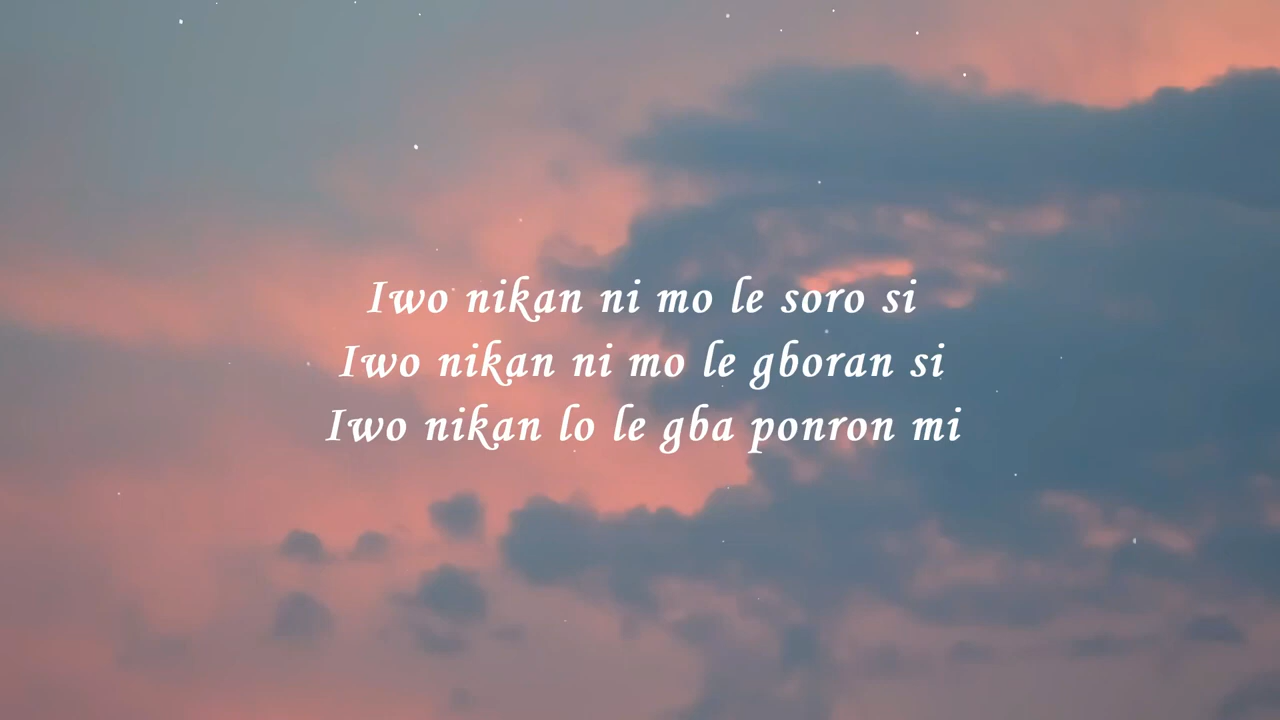 Iwo nikan ni mo le soro si
Iwo nikan ni mo le gboran si
Iwo nikan lo le gba ponron mi